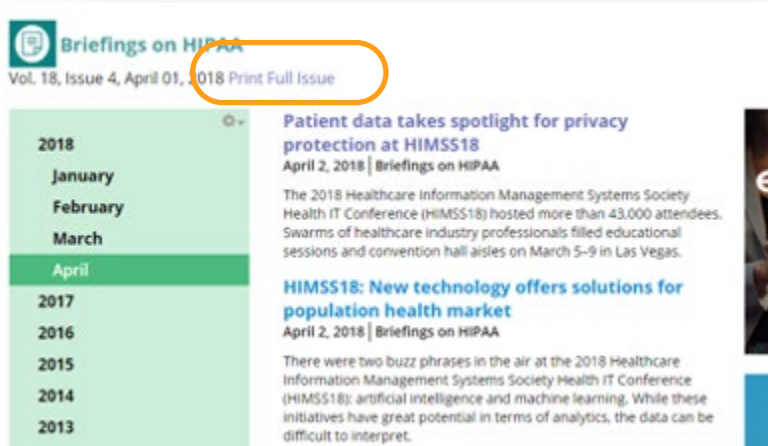 Briefings on HIPAA
Vol. 18, Issue 4, April 01, 2018 Print Full Issue
2018
January
February
March
April
2017
2016
2015
2014
2013
Patient data takes spotlight for privacy
protection at HIMSS18
April 2, 2018 | Briefings on HIPAA
The 2018 Healthcare Information Management Systems Society
Health IT Conference (HIMSS18) hosted more than 43,000 attendees.
Swarms of healthcare industry professionals filled educational
sessions and convention hall aisles on March 5–9 in Las Vegas.
HIMSS18: New technology offers solutions for
population health market
April 2, 2018 | Briefings on HIPAA
There were two buzz phrases in the air at the 2018 Healthcare
Information Management Systems Society Health IT Conference
(HIMSS18): artificial intelligence and machine learning. While these
initiatives have great potential in terms of analytics, the data can be
difficult to interpret.